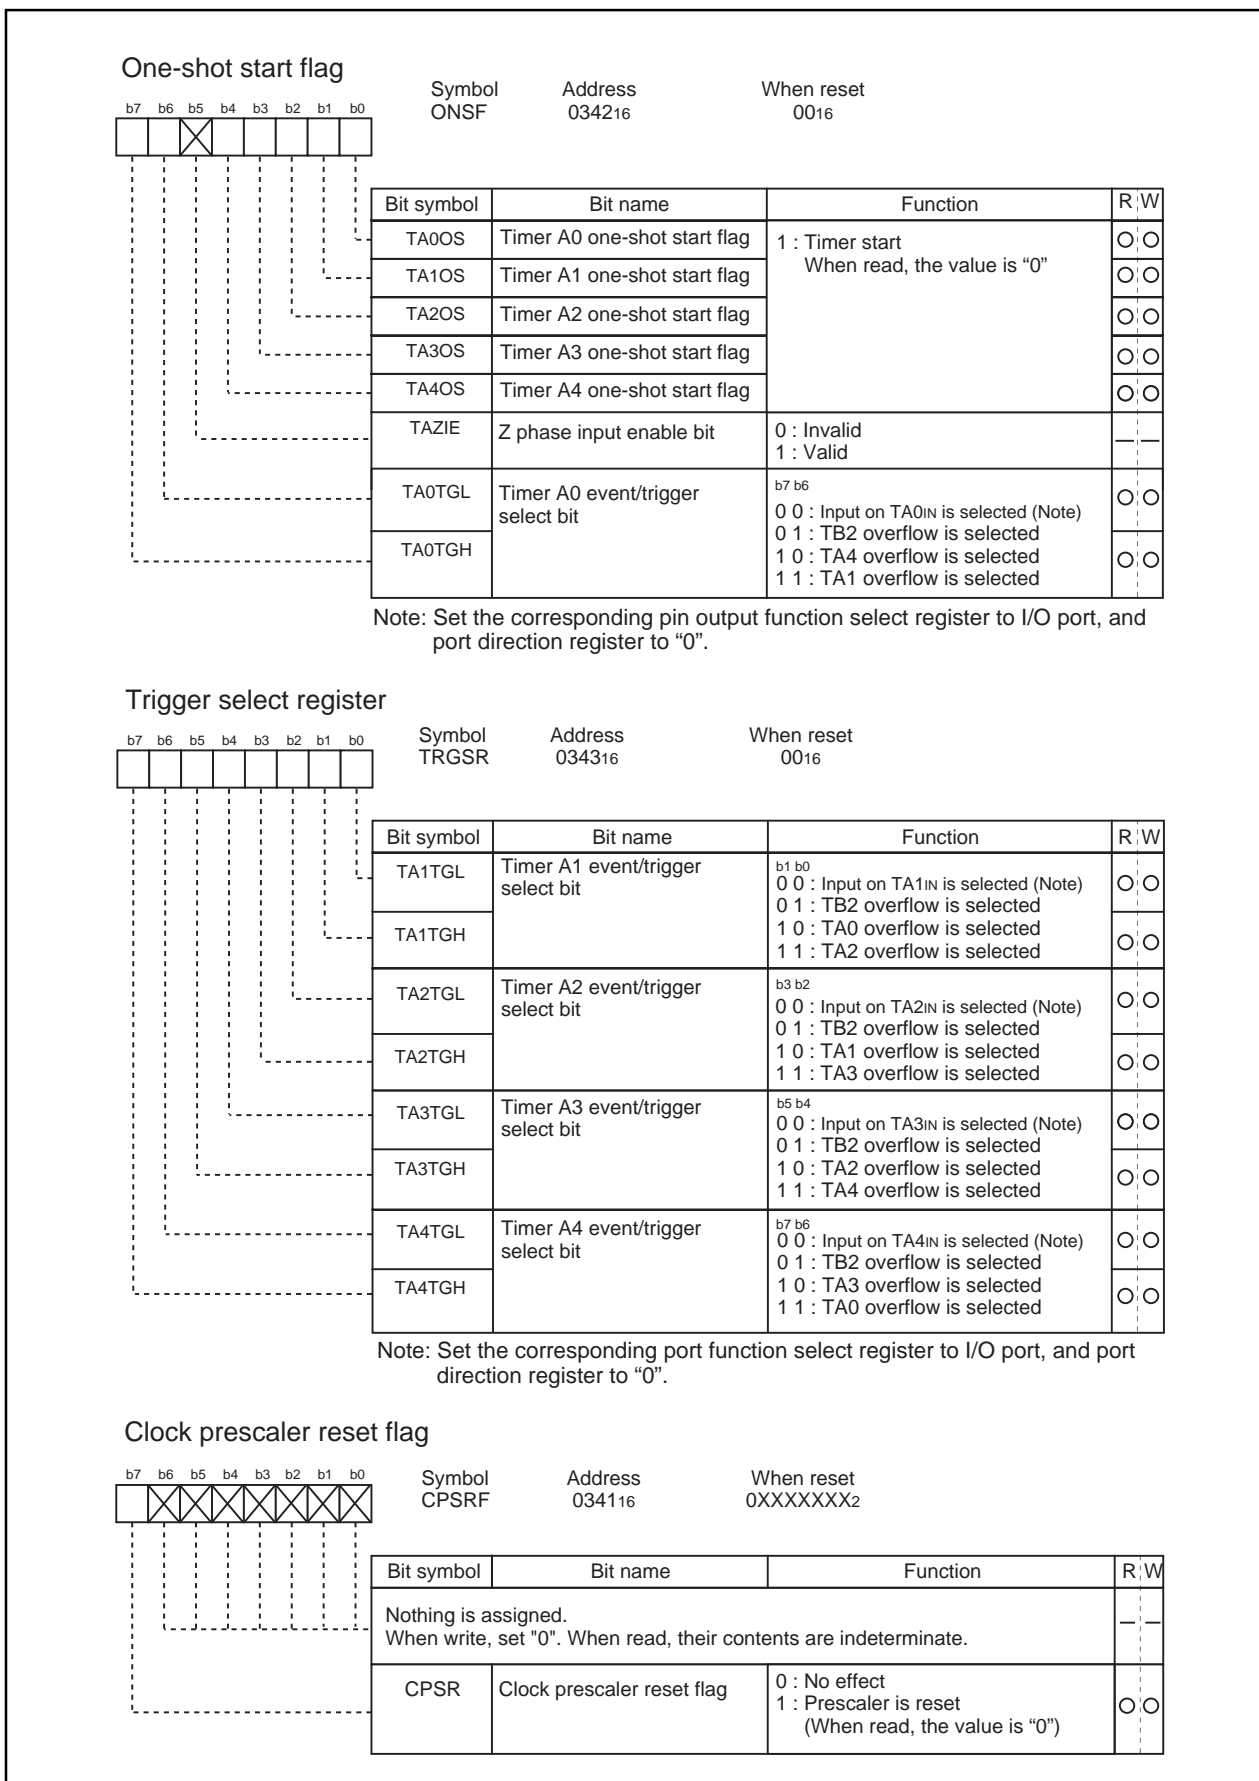 One-shot start flag
Symbol Address When reset
ONSF 034216 0016
b7 b6 b5 b4 b3 b2 b1 b0
Bit symbol Bit name Function R W
TA0OS Timer A0 one-shot start flag 1 : Timer start
When read, the value is “0”
TA1OS Timer A1 one-shot start flag
TA2OS Timer A2 one-shot start flag
TA3OS Timer A3 one-shot start flag
TA4OS Timer A4 one-shot start flag
TAZIE Z phase input enable bit 0 : Invalid
1 : Valid
TA0TGL Timer A0 event/trigger
select bit
TA0TGH
b7 b6
0 0 : Input on TA0IN is selected (Note)
0 1 : TB2 overflow is selected
1 0 : TA4 overflow is selected
1 1 : TA1 overflow is selected
Note: Set the corresponding pin output function select register to I/O port, and
port direction register to “0”.
Trigger select register
Symbol Address When reset
TRGSR 034316 0016
b7 b6 b5 b4 b3 b2 b1 b0
Bit symbol Bit name Function R W
TA1TGL Timer A1 event/trigger
select bit
TA1TGH
b1 b0
0 0 : Input on TA1IN is selected (Note)
0 1 : TB2 overflow is selected
1 0 : TA0 overflow is selected
1 1 : TA2 overflow is selected
TA2TGL Timer A2 event/trigger
select bit
TA2TGH
b3 b2
0 0 : Input on TA2IN is selected (Note)
0 1 : TB2 overflow is selected
1 0 : TA1 overflow is selected
1 1 : TA3 overflow is selected
TA3TGL Timer A3 event/trigger
select bit
TA3TGH
b5 b4
0 0 : Input on TA3IN is selected (Note)
0 1 : TB2 overflow is selected
1 0 : TA2 overflow is selected
1 1 : TA4 overflow is selected
TA4TGL Timer A4 event/trigger
select bit
TA4TGH
b7 b6
0 0 : Input on TA4IN is selected (Note)
0 1 : TB2 overflow is selected
1 0 : TA3 overflow is selected
1 1 : TA0 overflow is selected
Note: Set the corresponding port function select register to I/O port, and port
direction register to “0”.
Clock prescaler reset flag
Symbol Address When reset
CPSRF 034116 0XXXXXXX2
b7 b6 b5 b4 b3 b2 b1 b0
Bit symbol Bit name Function R W
Nothing is assigned.
When write, set "0". When read, their contents are indeterminate.
CPSR Clock prescaler reset flag 0 : No effect
1 : Prescaler is reset
(When read, the value is “0”)